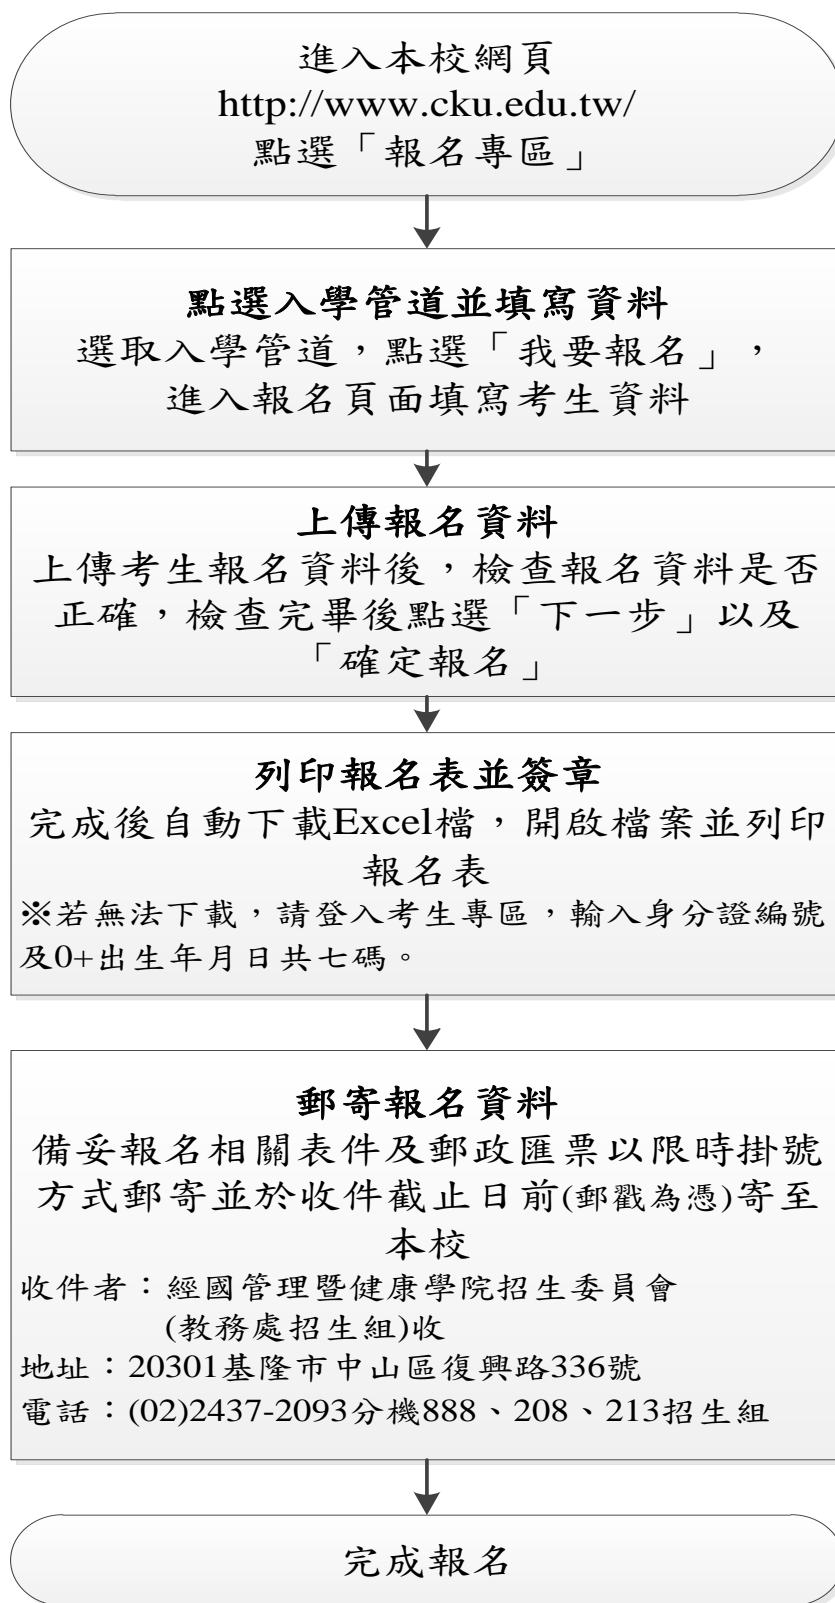 進入本校網頁
http://www.cku.edu.tw/
點選「報名專區」
點選入學管道並填寫資料
選取入學管道，點選「我要報名」，
進入報名頁面填寫考生資料
上傳報名資料
上傳考生報名資料後，檢查報名資料是否
正確，檢查完畢後點選「下一步」以及
「確定報名」
列印報名表並簽章
完成後自動下載Excel檔，開啟檔案並列印
報名表
※若無法下載，請登入考生專區，輸入身分證編號
及0+出生年月日共七碼。
郵寄報名資料
備妥報名相關表件及郵政匯票以限時掛號
方式郵寄並於收件截止日前(郵戳為憑)寄至
本校
收件者：經國管理暨健康學院招生委員會
(教務處招生組)收
地址：20301基隆市中山區復興路336號
電話：(02)2437-2093分機888、208、213招生組
完成報名